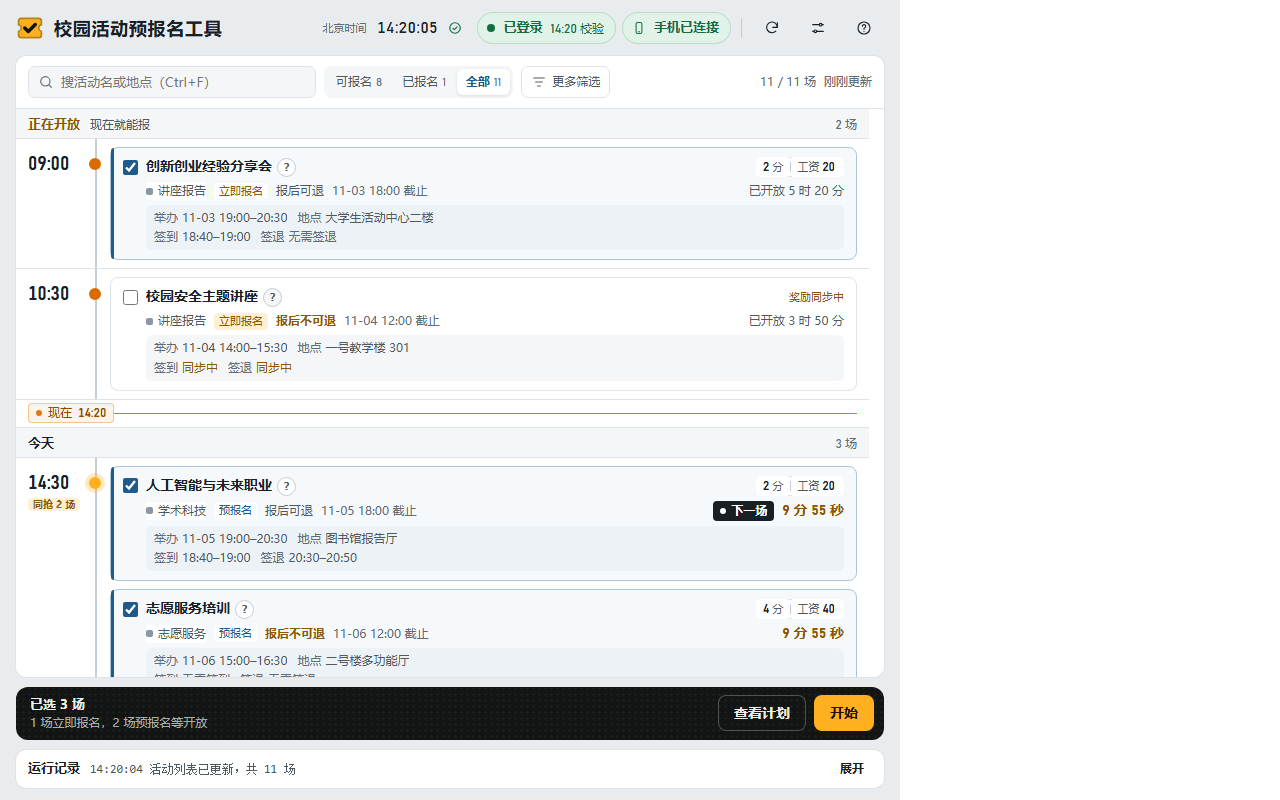 校园活动预报名工具 北京时间 14:20:05 已登录 14:20 校验 手机已连接
搜活动名或地点（Ctrl+F） 可报名 8 已报名 1 全部 11 更多筛选 11 / 11 场 刚刚更新
正在开放 现在就能报 2 场
09:00 创新创业经验分享会 ? 2 分 工资 20
讲座报告 立即报名 报后可退 11-03 18:00 截止 已开放 5 时 20 分
举办 11-03 19:00–20:30 地点 大学生活动中心二楼
签到 18:40–19:00 签退 无需签退
10:30 校园安全主题讲座 ? 奖励同步中
讲座报告 立即报名 报后不可退 11-04 12:00 截止 已开放 3 时 50 分
举办 11-04 14:00–15:30 地点 一号教学楼 301
签到 同步中 签退 同步中
现在 14:20
今天 3 场
14:30 人工智能与未来职业 ? 2 分 工资 20
同抢 2 场 学术科技 预报名 报后可退 11-05 18:00 截止 下一场 9 分 55 秒
举办 11-05 19:00–20:30 地点 图书馆报告厅
签到 18:40–19:00 签退 20:30–20:50
志愿服务培训 ? 4 分 工资 40
志愿服务 预报名 报后不可退 11-06 12:00 截止 9 分 55 秒
举办 11-06 15:00–16:30 地点 二号楼多功能厅
已选 3 场
1 场立即报名，2 场预报名等开放 查看计划 开始
运行记录 14:20:04 活动列表已更新，共 11 场 展开